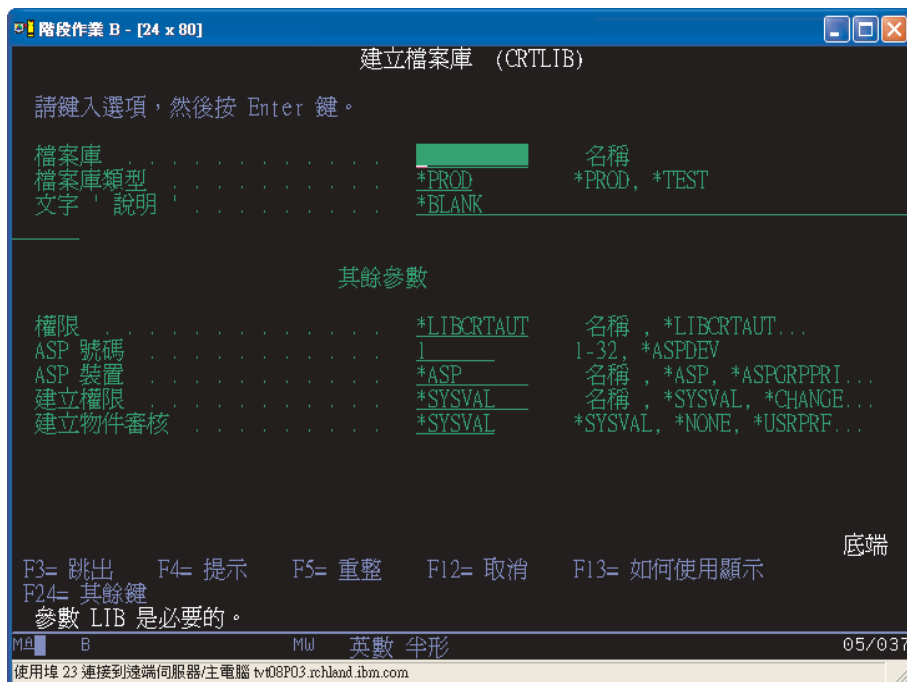 階段作業 B - [24 x 80]
建立檔案庫 (CRTLIB)
請鍵入選項，然後按 Enter 鍵。
檔案庫 . . . . . . . . . . . . 名稱
檔案庫類型 . . . . . . . . . . *PROD *PROD, *TEST
文字 ' 說明 ' . . . . . . . . . *BLANK
其餘參數
權限 . . . . . . . . . . . . . *LIBCRTAUT 名稱 , *LIBCRTAUT...
ASP 號碼 . . . . . . . . . . . 1 1-32, *ASPDEV
ASP 裝置 . . . . . . . . . . . *ASP 名稱 , *ASP, *ASPGRPPRI...
建立權限 . . . . . . . . . . . *SYSVAL 名稱 , *SYSVAL, *CHANGE...
建立物件審核 . . . . . . . . . *SYSVAL *SYSVAL, *NONE, *USRPRF...
底端
F3= 跳出 F4= 提示 F5= 重整 F12= 取消 F13= 如何使用顯示
F24= 其餘鍵
參數 LIB 是必要的。
MA B MW 英數 半形 05/037
使用埠 23 連接到遠端伺服器/主電腦 tvt08P03.rchland.ibm.com